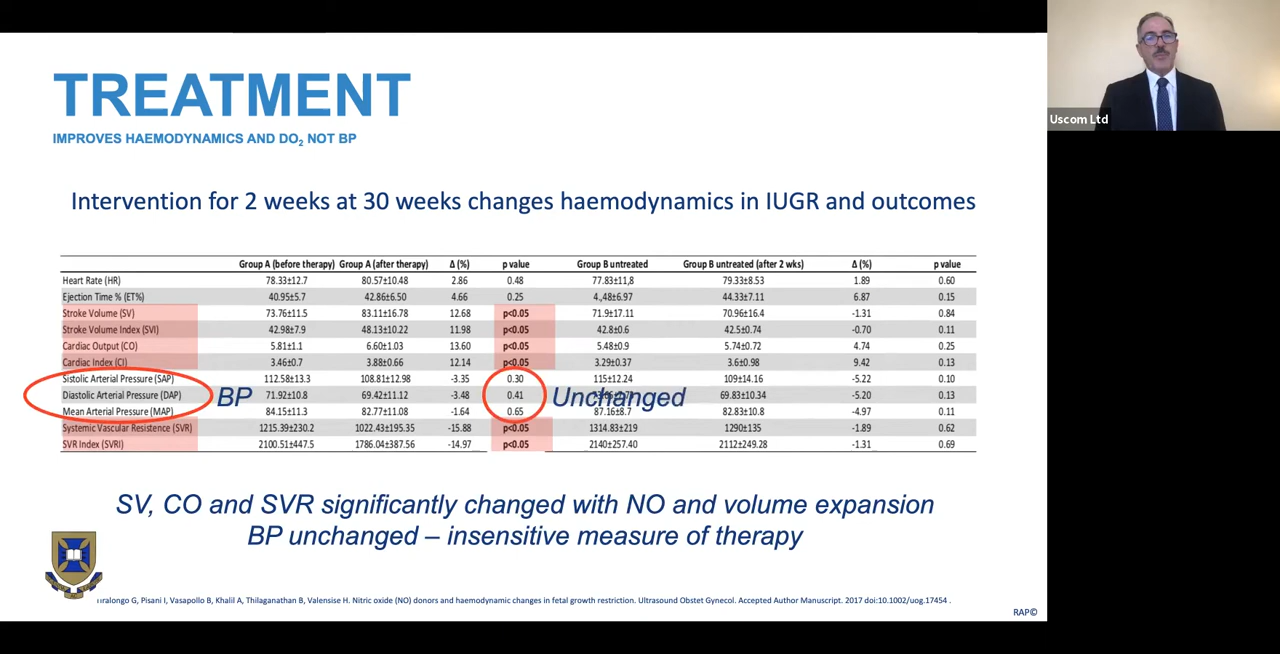 TREATMENT
IMPROVES HAEMODYNAMICS AND DO2 NOT BP
Uscom Ltd
Intervention for 2 weeks at 30 weeks changes haemodynamics in IUGR and outcomes
Group A (before therapy) Group A (after therapy) Δ (%) p value Group B untreated Group B untreated (after 2 wks) Δ (%) p value
Heart Rate (HR) 78.33±12.7 80.57±10.48 2.86 0.48 77.83±11,8 79.33±8.53 1.89 0.60
Ejection Time % (ET%) 40.95±5.7 42.86±6.50 4.66 0.25 4.,48±6.97 44.33±7.11 6.87 0.15
Stroke Volume (SV) 73.76±11.5 83.11±16.78 12.68 p<0.05 71.9±17.11 70.96±16.4 -1.31 0.84
Stroke Volume Index (SVI) 42.98±7.9 48.13±10.22 11.98 p<0.05 42.8±0.6 42.5±0.74 -0.70 0.11
Cardiac Output (CO) 5.81±1.1 6.60±1.03 13.60 p<0.05 5.48±0.9 5.74±0.72 4.74 0.25
Cardiac Index (CI) 3.46±0.7 3.88±0.66 12.14 p<0.05 3.29±0.37 3.6±0.98 9.42 0.13
Sistolic Arterial Pressure (SAP) 112.58±13.3 108.81±12.98 -3.35 0.30 115±12.24 109±14.16 -5.22 0.10
Diastolic Arterial Pressure (DAP) BP 71.92±10.8 69.42±11.12 -3.48 0.41 Unchanged 69.83±10.34 -5.20 0.13
Mean Arterial Pressure (MAP) 84.15±11.3 82.77±11.08 -1.64 0.65 87.16±8.7 82.83±10.8 -4.97 0.11
Systemic Vascular Resistence (SVR) 1215.39±230.2 1022.43±195.35 -15.88 p<0.05 1314.83±219 1290±135 -1.89 0.62
SVR Index (SVRI) 2100.51±447.5 1786.04±387.56 -14.97 p<0.05 2140±257.40 2112±249.28 -1.31 0.69
SV, CO and SVR significantly changed with NO and volume expansion
BP unchanged – insensitive measure of therapy
G, Pisani I, Vasapollo B, Khalil A, Thilaganathan B, Valensise H. Nitric oxide (NO) donors and haemodynamic changes in fetal growth restriction. Ultrasound Obstet Gynecol. Accepted Author Manuscript. 2017 doi:10.1002/uog.17454 .
RAP©